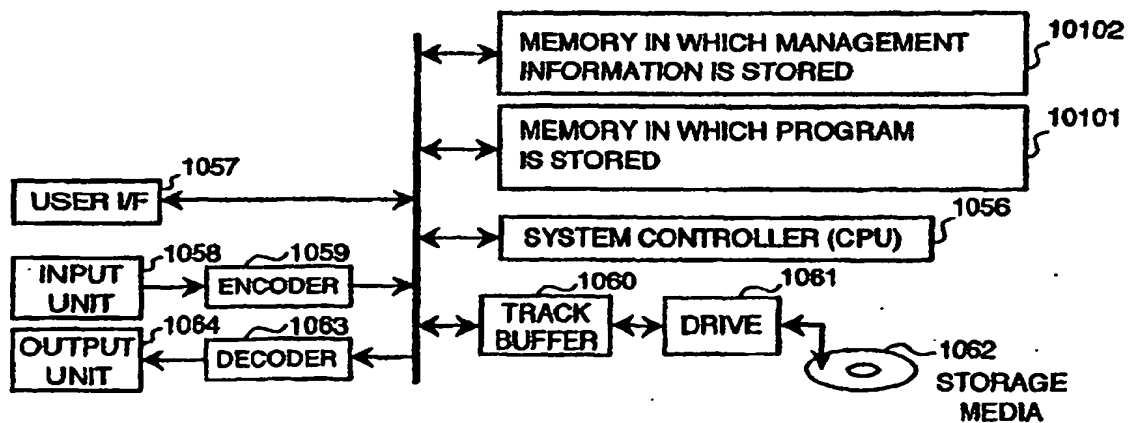 MEMORY IN WHICH MANAGEMENT
INFORMATION IS STORED
10102
MEMORY IN WHICH PROGRAM
IS STORED
10101
1057
USER I/F
1056
SYSTEM CONTROLLER (CPU)
1058
INPUT
UNIT
1059
ENCODER
1060
TRACK
BUFFER
1061
DRIVE
1064
OUTPUT
UNIT
1063
DECODER
1062
STORAGE
MEDIA